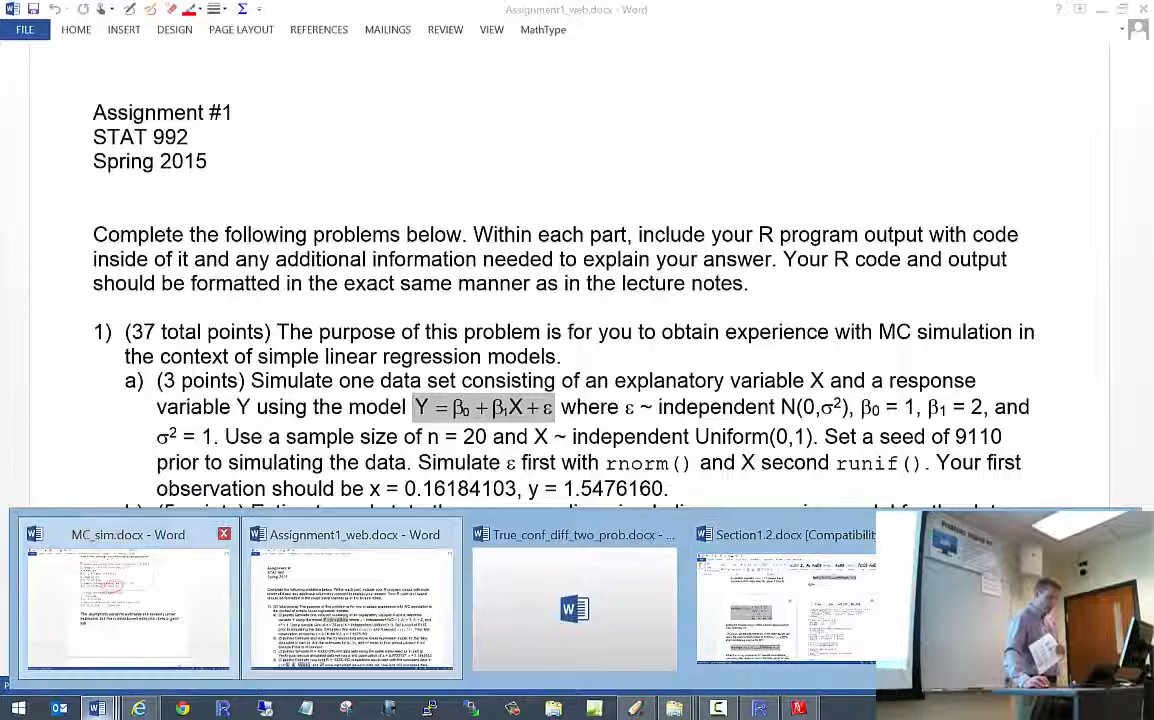 Assignment1_web.docx - Word
FILE HOME INSERT DESIGN PAGE LAYOUT REFERENCES MAILINGS REVIEW VIEW MathType
Assignment #1
STAT 992
Spring 2015
Complete the following problems below. Within each part, include your R program output with code
inside of it and any additional information needed to explain your answer. Your R code and output
should be formatted in the exact same manner as in the lecture notes.
1) (37 total points) The purpose of this problem is for you to obtain experience with MC simulation in
the context of simple linear regression models.
a) (3 points) Simulate one data set consisting of an explanatory variable X and a response
variable Y using the model Y = β₀ + β₁X + ε where ε ~ independent N(0,σ²), β₀ = 1, β₁ = 2, and
σ² = 1. Use a sample size of n = 20 and X ~ independent Uniform(0,1). Set a seed of 9110
prior to simulating the data. Simulate ε first with rnorm() and X second runif(). Your first
observation should be x = 0.16184103, y = 1.5476160.
MC_sim.docx - Word
Assignment1_web.docx - Word
True_conf_diff_two_prob.docx - ...
Section1.2.docx [Compatibility